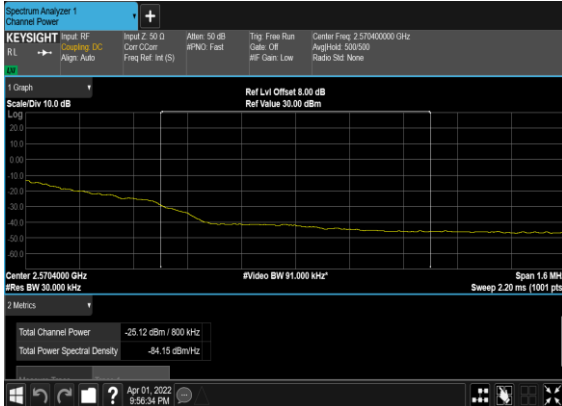 Spectrum Analyzer 1
Channel Power
+
KEYSIGHT Input: RF Input Z: 50 Ω Atten: 50 dB Trig: Free Run Center Freq: 2.570400000 GHz
RL Coupling: DC Corr CCorr #PNO: Fast Gate: Off Avg|Hold: 500/500
Align: Auto Freq Ref: Int (S) #IF Gain: Low Radio Std: None
LXI
1 Graph
Ref Lvl Offset 8.00 dB
Scale/Div 10.0 dB Ref Value 30.00 dBm
Log
20.0
10.0
0.00
-10.0
-20.0
-30.0
-40.0
-50.0
-60.0
Center 2.5704000 GHz #Video BW 91.000 kHz* Span 1.6 MH
#Res BW 30.000 kHz Sweep 2.20 ms (1001 pts
2 Metrics
Total Channel Power -25.12 dBm / 800 kHz
Total Power Spectral Density -84.15 dBm/Hz
?
Apr 01, 2022
9:56:34 PM